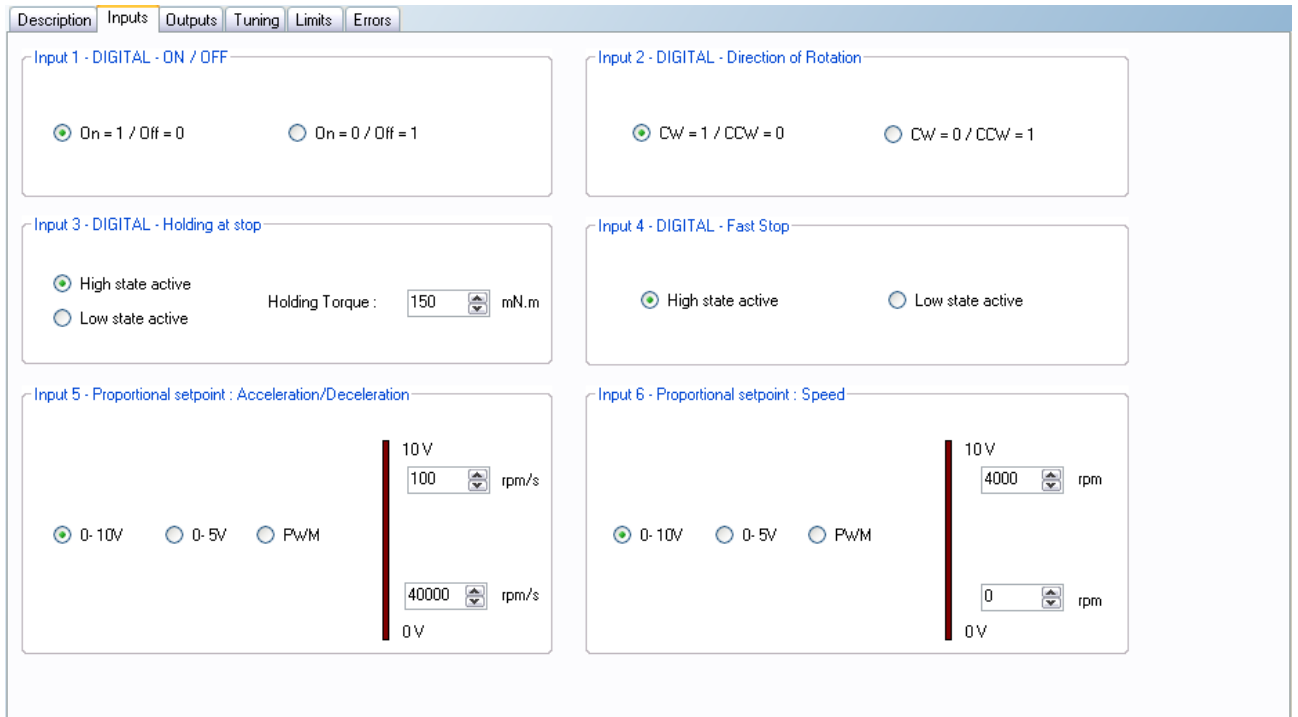 Description Inputs Outputs Tuning Limits Errors
Input 1 - DIGITAL - ON / OFF
On = 1 / Off = 0
On = 0 / Off = 1
Input 2 - DIGITAL - Direction of Rotation
CW = 1 / CCW = 0
CW = 0 / CCW = 1
Input 3 - DIGITAL - Holding at stop
High state active
Low state active
Holding Torque : 150 mN.m
Input 4 - DIGITAL - Fast Stop
High state active
Low state active
Input 5 - Proportional setpoint : Acceleration/Deceleration
0- 10V
0- 5V
PWM
10 V
100 rpm/s
40000 rpm/s
0 V
Input 6 - Proportional setpoint : Speed
0- 10V
0- 5V
PWM
10 V
4000 rpm
0 rpm
0 V